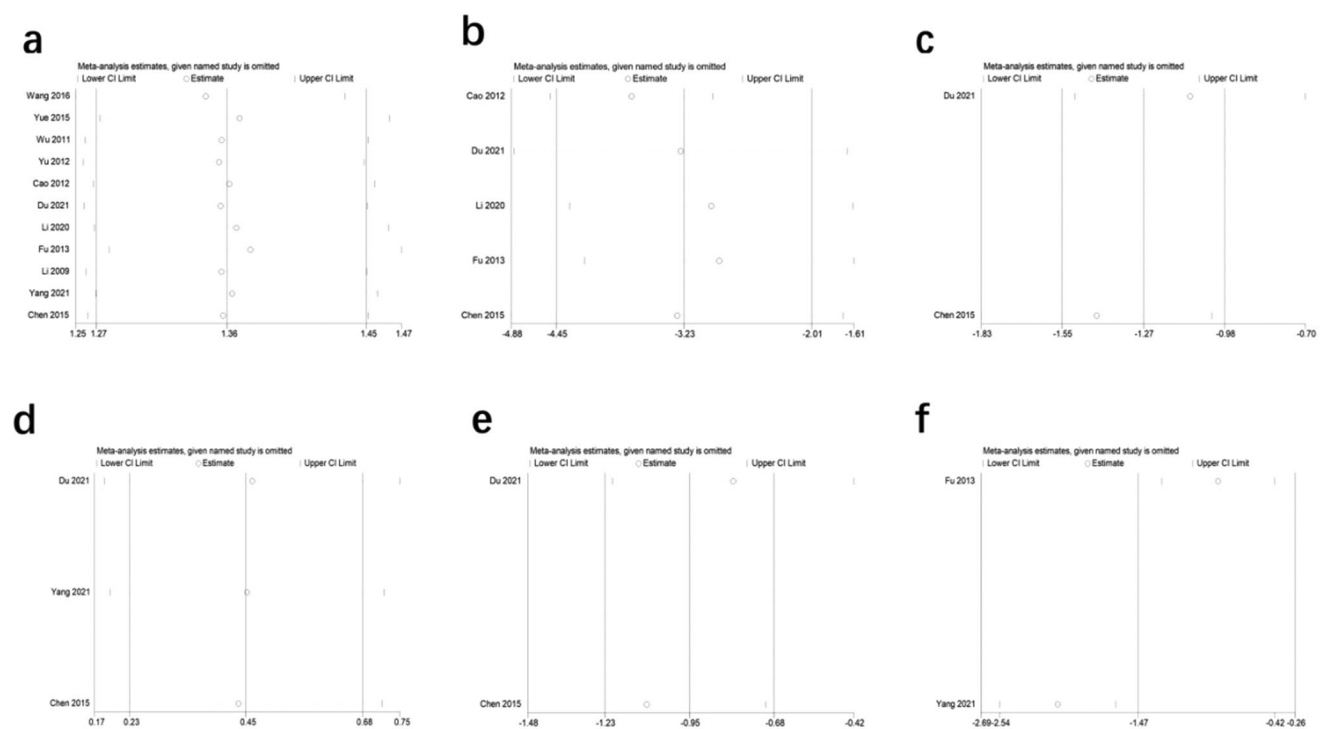 a
Meta-analysis estimates, given named study is omitted
Lower CI Limit Estimate Upper CI Limit
Wang 2016
Yue 2015
Wu 2011
Yu 2012
Cao 2012
Du 2021
Li 2020
Fu 2013
Li 2009
Yang 2021
Chen 2015
1.25 1.27 1.36 1.45 1.47
b
Meta-analysis estimates, given named study is omitted
Lower CI Limit Estimate Upper CI Limit
Cao 2012
Du 2021
Li 2020
Fu 2013
Chen 2015
-4.88 -4.45 -3.23 -2.01 -1.61
c
Meta-analysis estimates, given named study is omitted
Lower CI Limit Estimate Upper CI Limit
Du 2021
Chen 2015
-1.83 -1.55 -1.27 -0.98 -0.70
d
Meta-analysis estimates, given named study is omitted
Lower CI Limit Estimate Upper CI Limit
Du 2021
Yang 2021
Chen 2015
0.17 0.23 0.45 0.68 0.75
e
Meta-analysis estimates, given named study is omitted
Lower CI Limit Estimate Upper CI Limit
Du 2021
Chen 2015
-1.48 -1.23 -0.95 -0.68 -0.42
f
Meta-analysis estimates, given named study is omitted
Lower CI Limit Estimate Upper CI Limit
Fu 2013
Yang 2021
-2.69 -2.54 -1.47 -0.42 -0.26